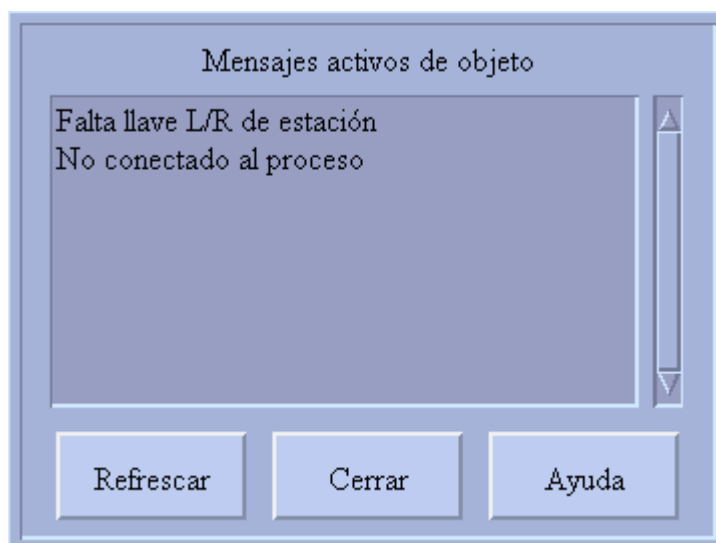 Mensajes activos de objeto
Falta llave L/R de estación
No conectado al proceso
Refrescar
Cerrar
Ayuda